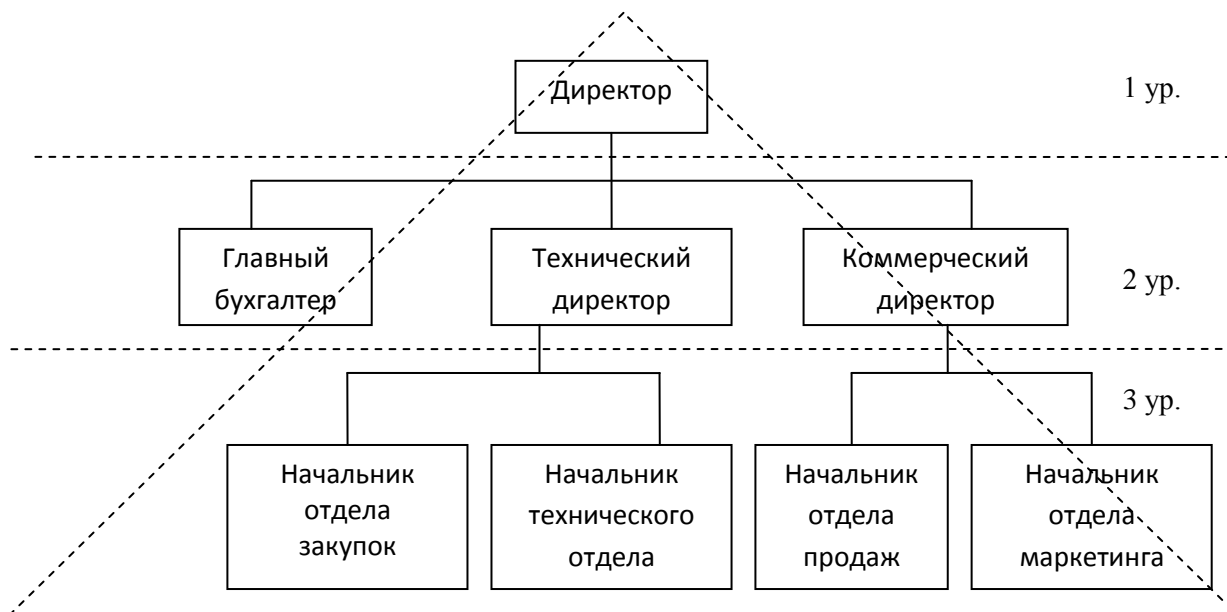 Директор
1 ур.
Главный
бухгалтер
Технический
директор
Коммерческий
директор
2 ур.
3 ур.
Начальник
отдела
закупок
Начальник
технического
отдела
Начальник
отдела
продаж
Начальник
отдела
маркетинга